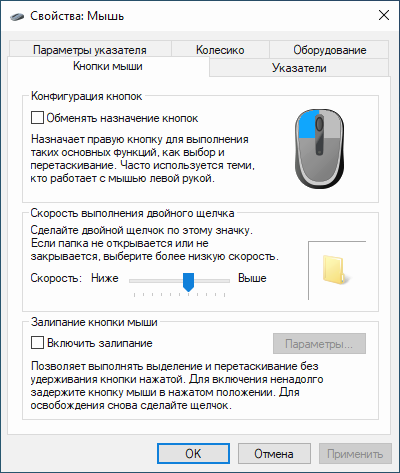 Свойства: Мышь
Параметры указателя
Колесико
Оборудование
Кнопки мыши
Указатели
Конфигурация кнопок
Обменять назначение кнопок
Назначает правую кнопку для выполнения
таких основных функций, как выбор и
перетаскивание. Часто используется теми,
кто работает с мышью левой рукой.
Скорость выполнения двойного щелчка
Сделайте двойной щелчок по этому значку.
Если папка не открывается или не
закрывается, выберите более низкую скорость.
Скорость: Ниже Выше
Залипание кнопки мыши
Включить залипание
Параметры...
Позволяет выполнять выделение и перетаскивание без
удерживания кнопки нажатой. Для включения ненадолго
задержите кнопку мыши в нажатом положении. Для
освобождения снова сделайте щелчок.
OK
Отмена
Применить